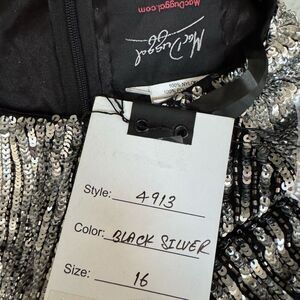 MacDuggal.com
Mac Duggal
Style: 4913
Color: BLACK SILVER
Size: 16